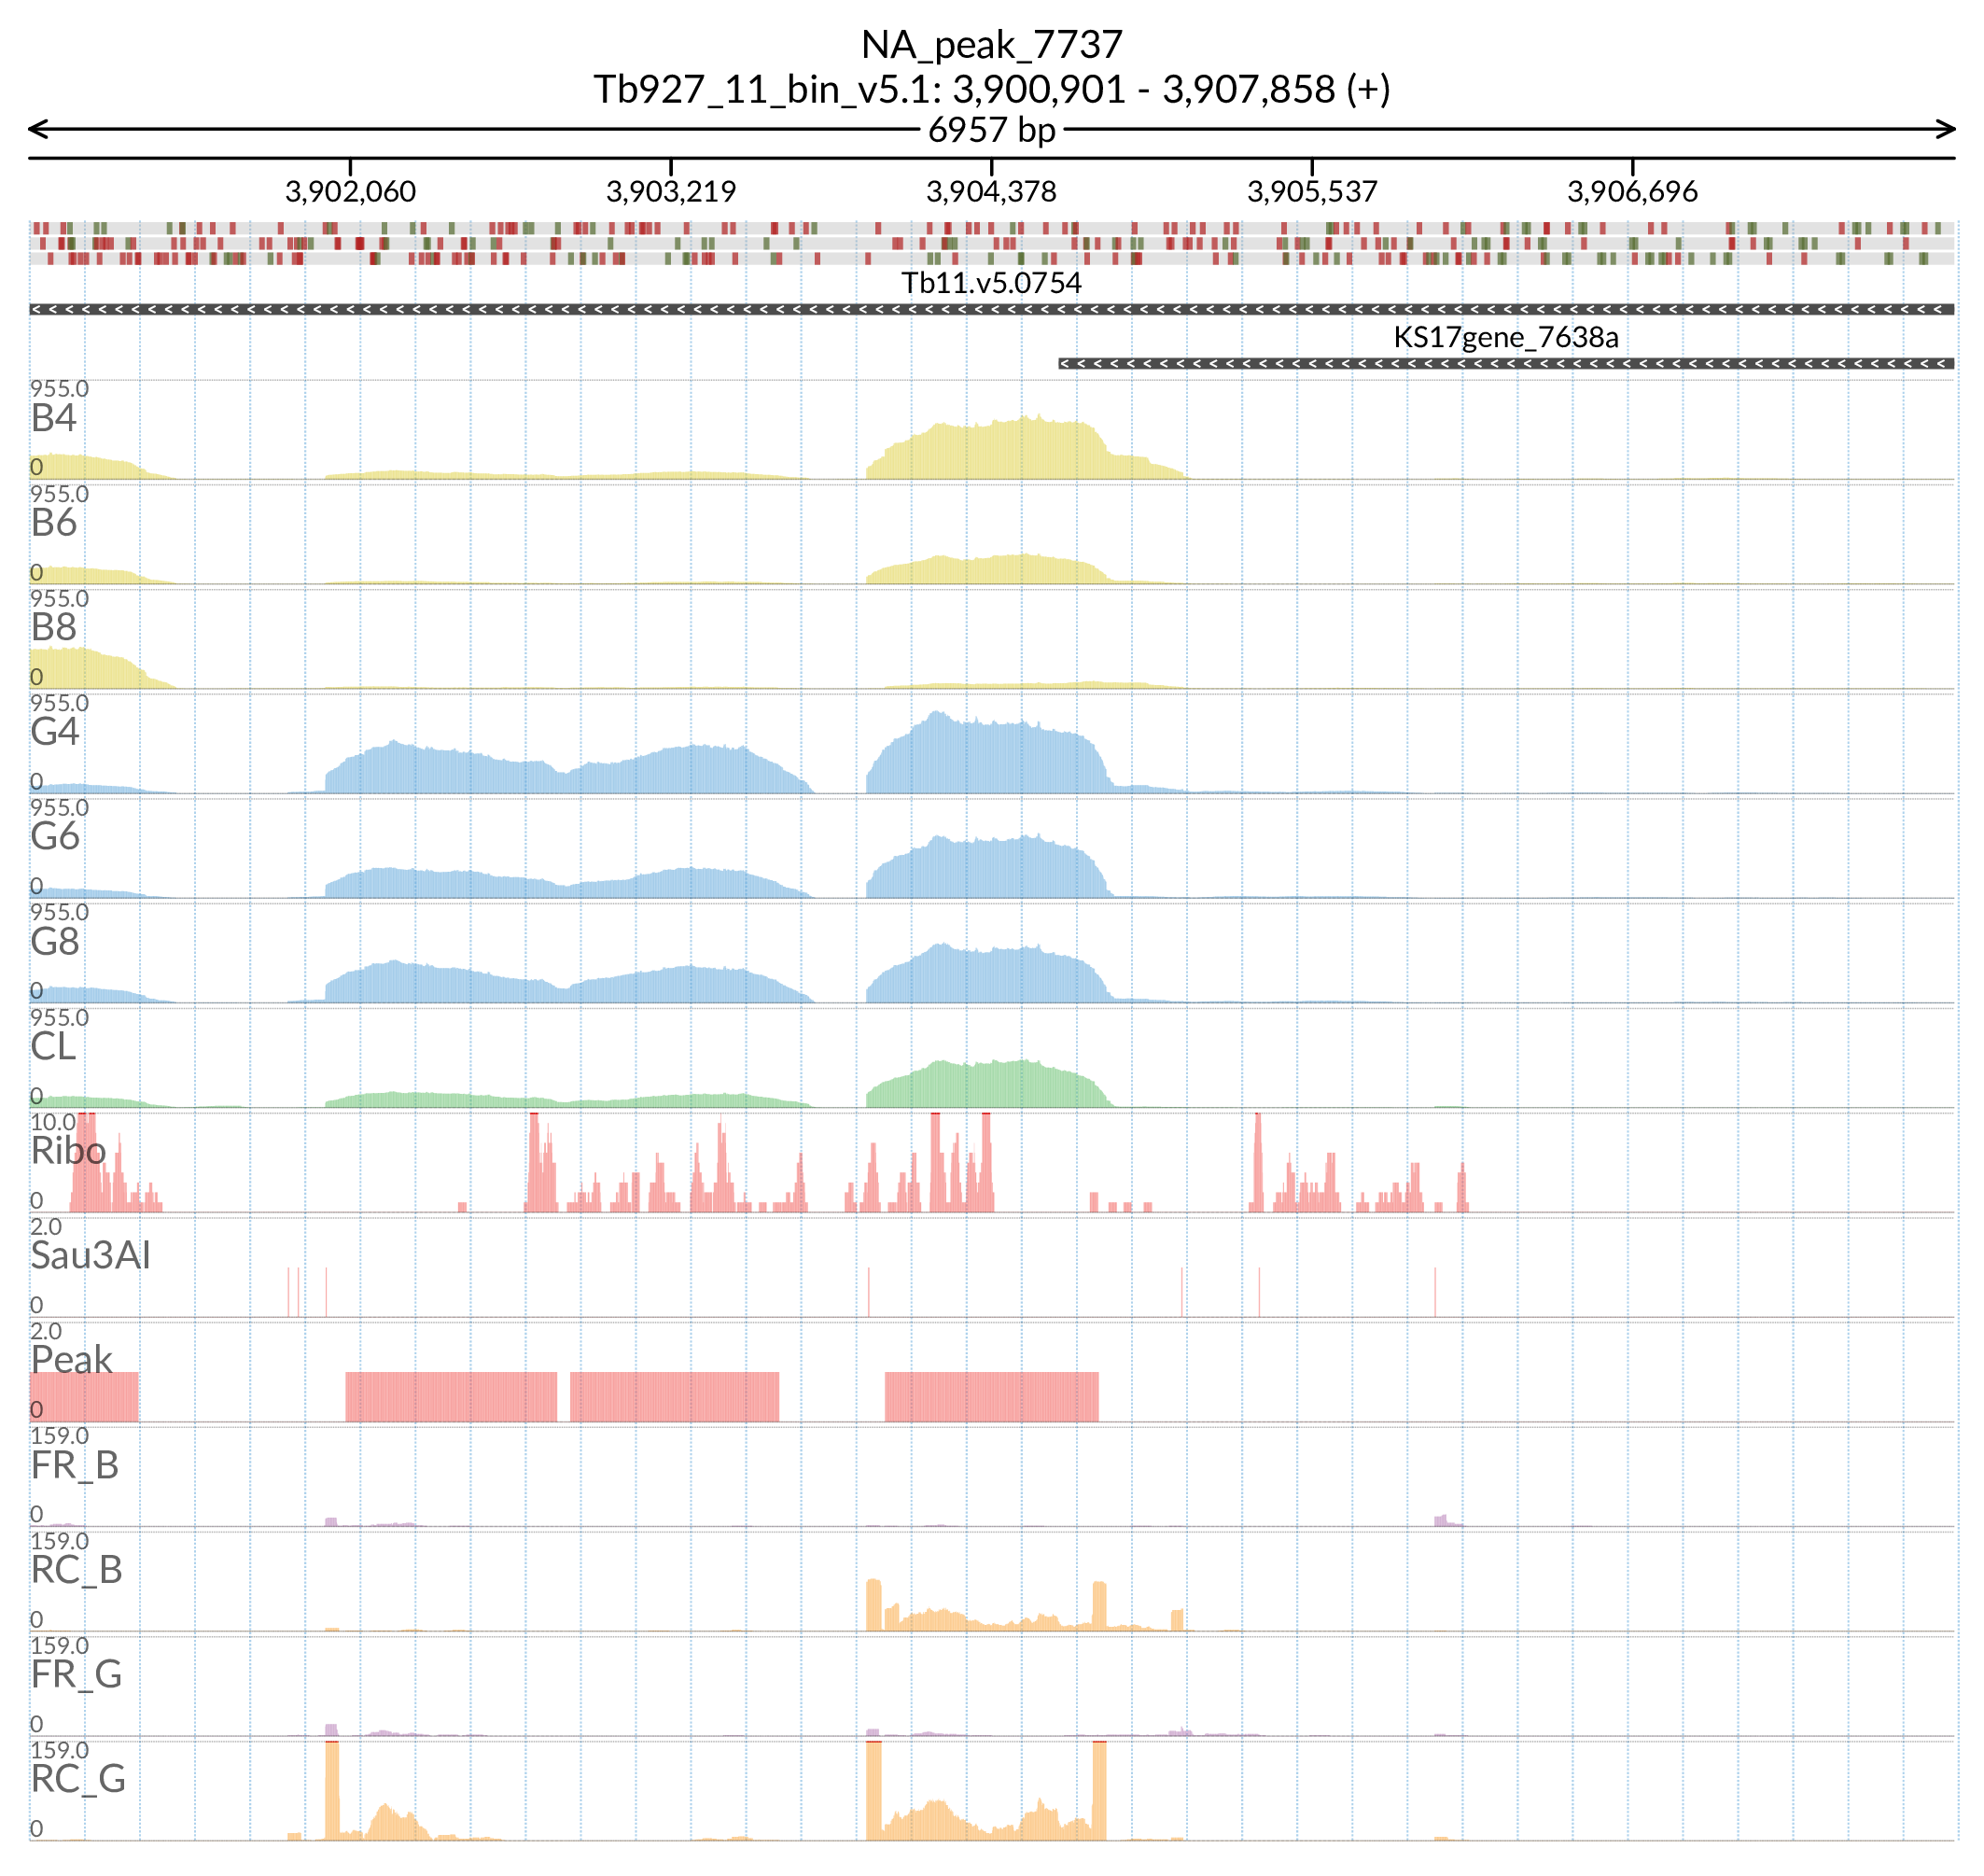 NA_peak_7737
Tb927_11_bin_v5.1: 3,900,901 - 3,907,858 (+)
6957 bp
3,902,060 3,903,219 3,904,378 3,905,537 3,906,696
Tb11.v5.0754
KS17gene_7638a
955.0
B4
0
955.0
B6
0
955.0
B8
0
955.0
G4
0
955.0
G6
0
955.0
G8
0
955.0
CL
0
10.0
Ribo
0
2.0
Sau3AI
0
2.0
Peak
0
159.0
FR_B
0
159.0
RC_B
0
159.0
FR_G
0
159.0
RC_G
0